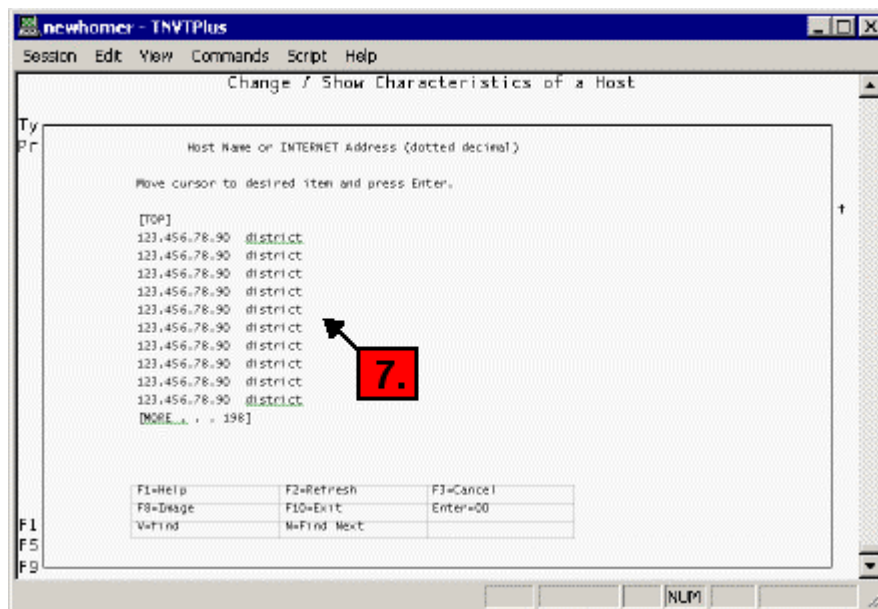 newhomer - TNVTPlus
Session Edit View Commands Script Help
Change / Show Characteristics of a Host
Ty
Pr
Host Name or INTERNET Address (dotted decimal)
Move cursor to desired item and press Enter.
[TOP]
123.456.78.90 district
123.456.78.90 district
123.456.78.90 district
123.456.78.90 district
123.456.78.90 district
123.456.78.90 district
123.456.78.90 district
123.456.78.90 district
123.456.78.90 district
123.456.78.90 district
[MORE . . . 198]
7.
F1=Help F2=Refresh F3=Cancel
F8=Image F10=Exit Enter=OO
V=find N=Find Next
F1
F5
F9
NUM